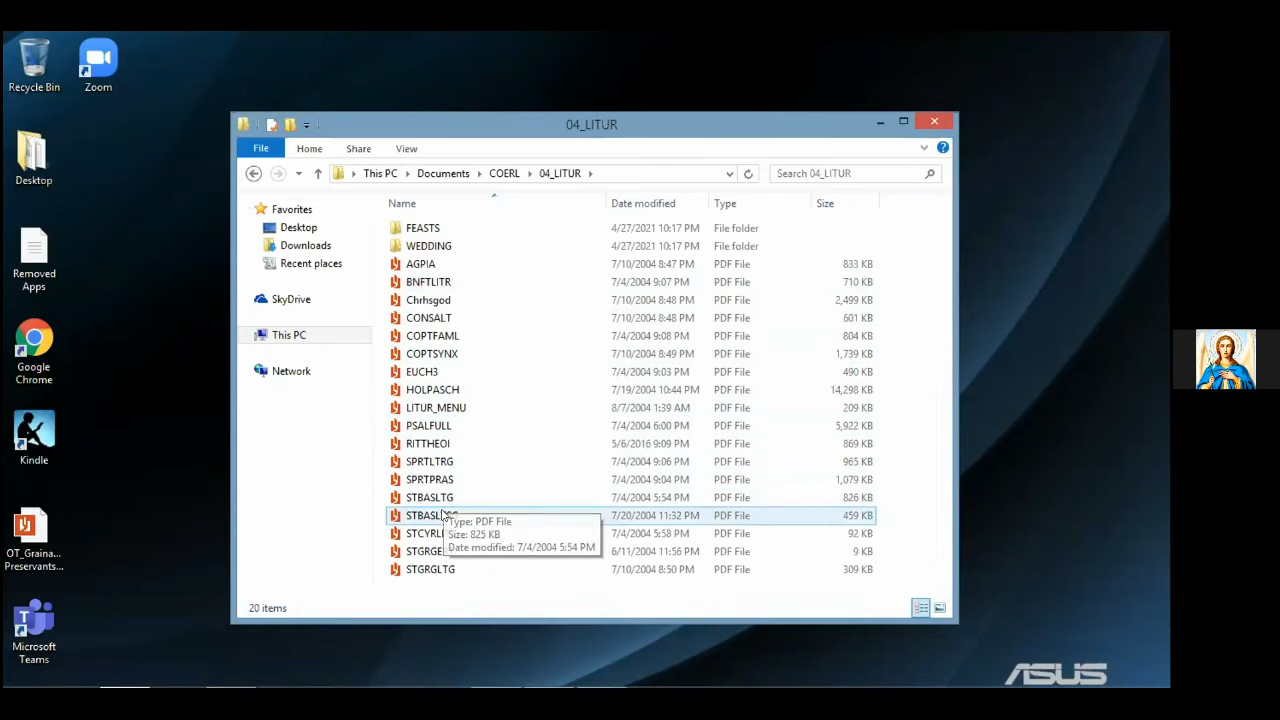 Recycle Bin
Zoom
Desktop
Removed Apps
Google Chrome
Kindle
OT_Graina... Preservants...
Microsoft Teams
04_LITUR
File Home Share View
This PC Documents COERL 04_LITUR
Search 04_LITUR
Favorites
Desktop
Downloads
Recent places
SkyDrive
This PC
Network
Name Date modified Type Size
FEASTS 4/27/2021 10:17 PM File folder
WEDDING 4/27/2021 10:17 PM File folder
AGPIA 7/10/2004 8:47 PM PDF File 833 KB
BNFTLITR 7/4/2004 9:07 PM PDF File 710 KB
Chrhsgod 7/10/2004 8:48 PM PDF File 2,499 KB
CONSALT 7/10/2004 8:48 PM PDF File 601 KB
COPTFAML 7/4/2004 9:08 PM PDF File 804 KB
COPTSYNX 7/10/2004 8:49 PM PDF File 1,739 KB
EUCH3 7/4/2004 9:03 PM PDF File 490 KB
HOLPASCH 7/19/2004 10:44 PM PDF File 14,298 KB
LITUR_MENU 8/7/2004 1:39 AM PDF File 209 KB
PSALFULL 7/4/2004 6:00 PM PDF File 5,922 KB
RITTHEOI 5/6/2016 9:09 PM PDF File 869 KB
SPRTLTRG 7/4/2004 9:06 PM PDF File 965 KB
SPRTPRAS 7/4/2004 9:04 PM PDF File 1,079 KB
STBASLTG 7/4/2004 5:54 PM PDF File 826 KB
7/20/2004 11:32 PM PDF File 459 KB
7/4/2004 5:58 PM PDF File 92 KB
6/11/2004 11:56 PM PDF File 9 KB
STGRGLTG 7/10/2004 8:50 PM PDF File 309 KB
Type: PDF File
Size: 825 KB
Date modified: 7/4/2004 5:54 PM
20 items
ASUS